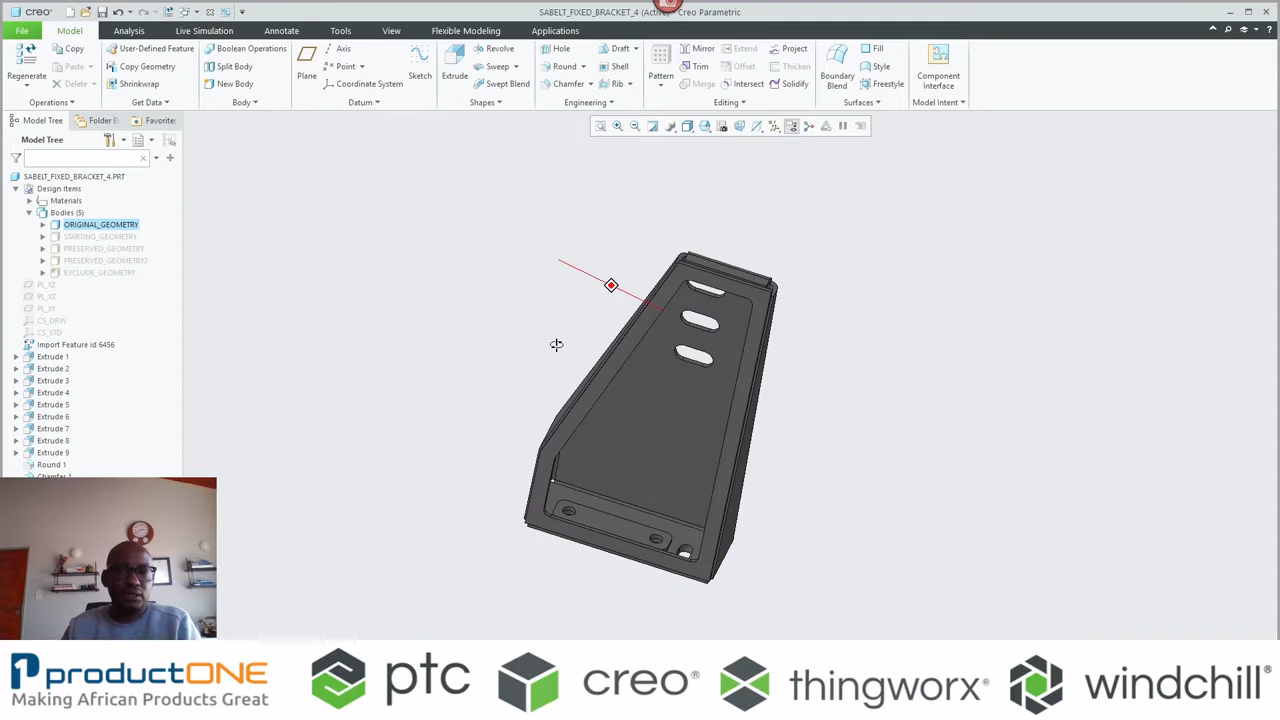 creo
SABELT_FIXED_BRACKET_4 (Active) - Creo Parametric
File Model Analysis Live Simulation Annotate Tools View Flexible Modeling Applications
Regenerate
Copy
Paste
Delete
Operations
User-Defined Feature
Copy Geometry
Shrinkwrap
Get Data
Boolean Operations
Split Body
New Body
Body
Plane
Axis
Point
Coordinate System
Sketch
Datum
Extrude
Revolve
Sweep
Swept Blend
Shapes
Hole
Round
Chamfer
Draft
Shell
Rib
Engineering
Pattern
Mirror
Trim
Merge
Extend
Offset
Intersect
Project
Thicken
Solidify
Editing
Boundary
Blend
Fill
Style
Freestyle
Surfaces
Component
Interface
Model Intent
Model Tree Folder B Favorite
Model Tree
SABELT_FIXED_BRACKET_4.PRT
Design Items
Materials
Bodies (5)
ORIGINAL_GEOMETRY
STARTING_GEOMETRY
PRESERVED_GEOMETRY
PRESERVED_GEOMETRY2
EXCLUDE_GEOMETRY
PL_YZ
PL_XZ
PL_XY
CS_DRW
CS_STD
Import Feature id 6456
Extrude 1
Extrude 2
Extrude 3
Extrude 4
Extrude 5
Extrude 6
Extrude 7
Extrude 8
Extrude 9
Round 1
Chamfer 1
productONE
Making African Products Great
ptc
creo®
thingworx®
windchill®